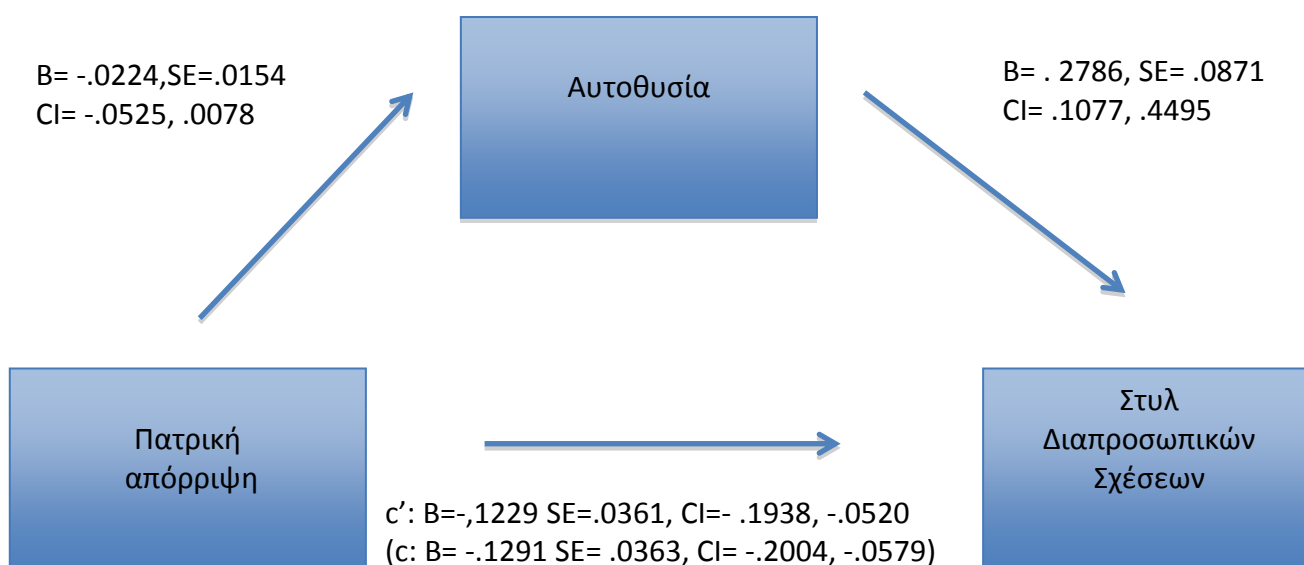 B= -.0224,SE=.0154
CI= -.0525, .0078
Αυτοθυσία
B= . 2786, SE= .0871
CI= .1077, .4495
Πατρική
απόρριψη
Στυλ
Διαπροσωπικών
Σχέσεων
c’: B=-,1229 SE=.0361, CI=- .1938, -.0520
(c: B= -.1291 SE= .0363, CI= -.2004, -.0579)